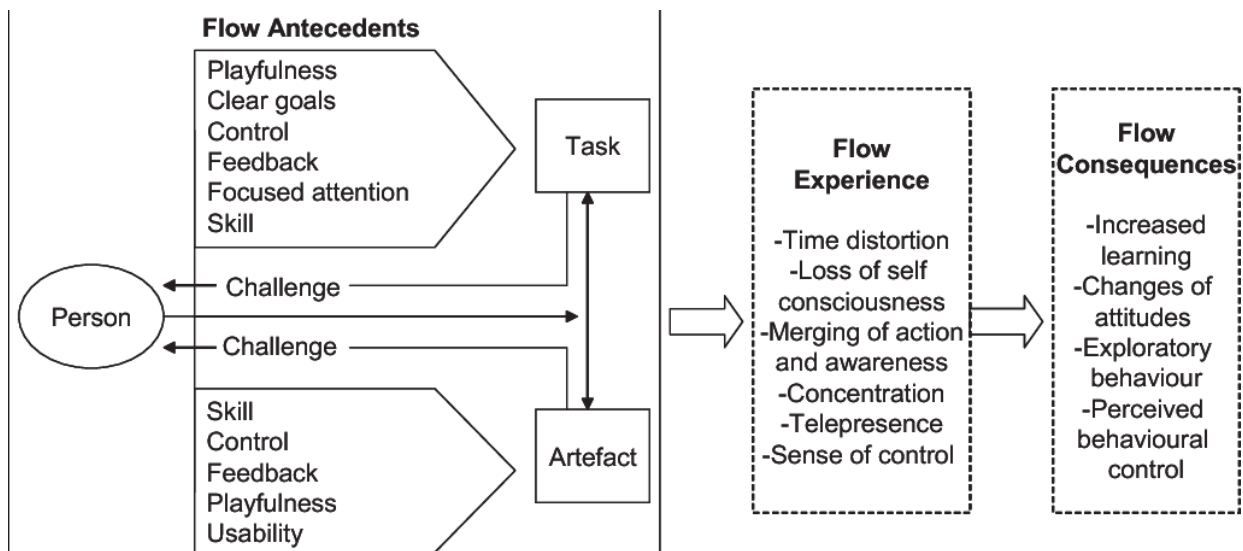 Flow Antecedents
Playfulness
Clear goals
Control
Feedback
Focused attention
Skill
Task
Challenge
Person
Challenge
Skill
Control
Feedback
Playfulness
Usability
Artefact
Flow
Experience
-Time distortion
-Loss of self
consciousness
-Merging of action
and awareness
-Concentration
-Telepresence
-Sense of control
Flow
Consequences
-Increased
learning
-Changes of
attitudes
-Exploratory
behaviour
-Perceived
behavioural
control